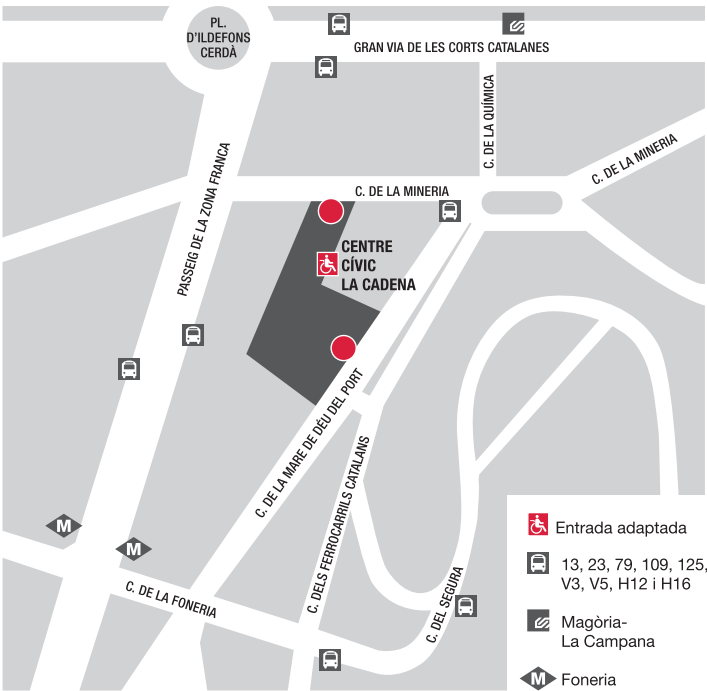 PL.
D'ILDEFONS
CERDÀ
GRAN VIA DE LES CORTS CATALANES
C. DE LA QUÍMICA
C. DE LA MINERIA
C. DE LA MINERIA
PASSEIG DE LA ZONA FRANCA
CENTRE
CÍVIC
LA CADENA
C. DE LA MARE DE DÉU DEL PORT
C. DELS FERROCARRILS CATALANS
C. DEL SEGURA
C. DE LA FONERIA
M
M
Entrada adaptada
13, 23, 79, 109, 125,
V3, V5, H12 i H16
Magòria-
La Campana
M Foneria